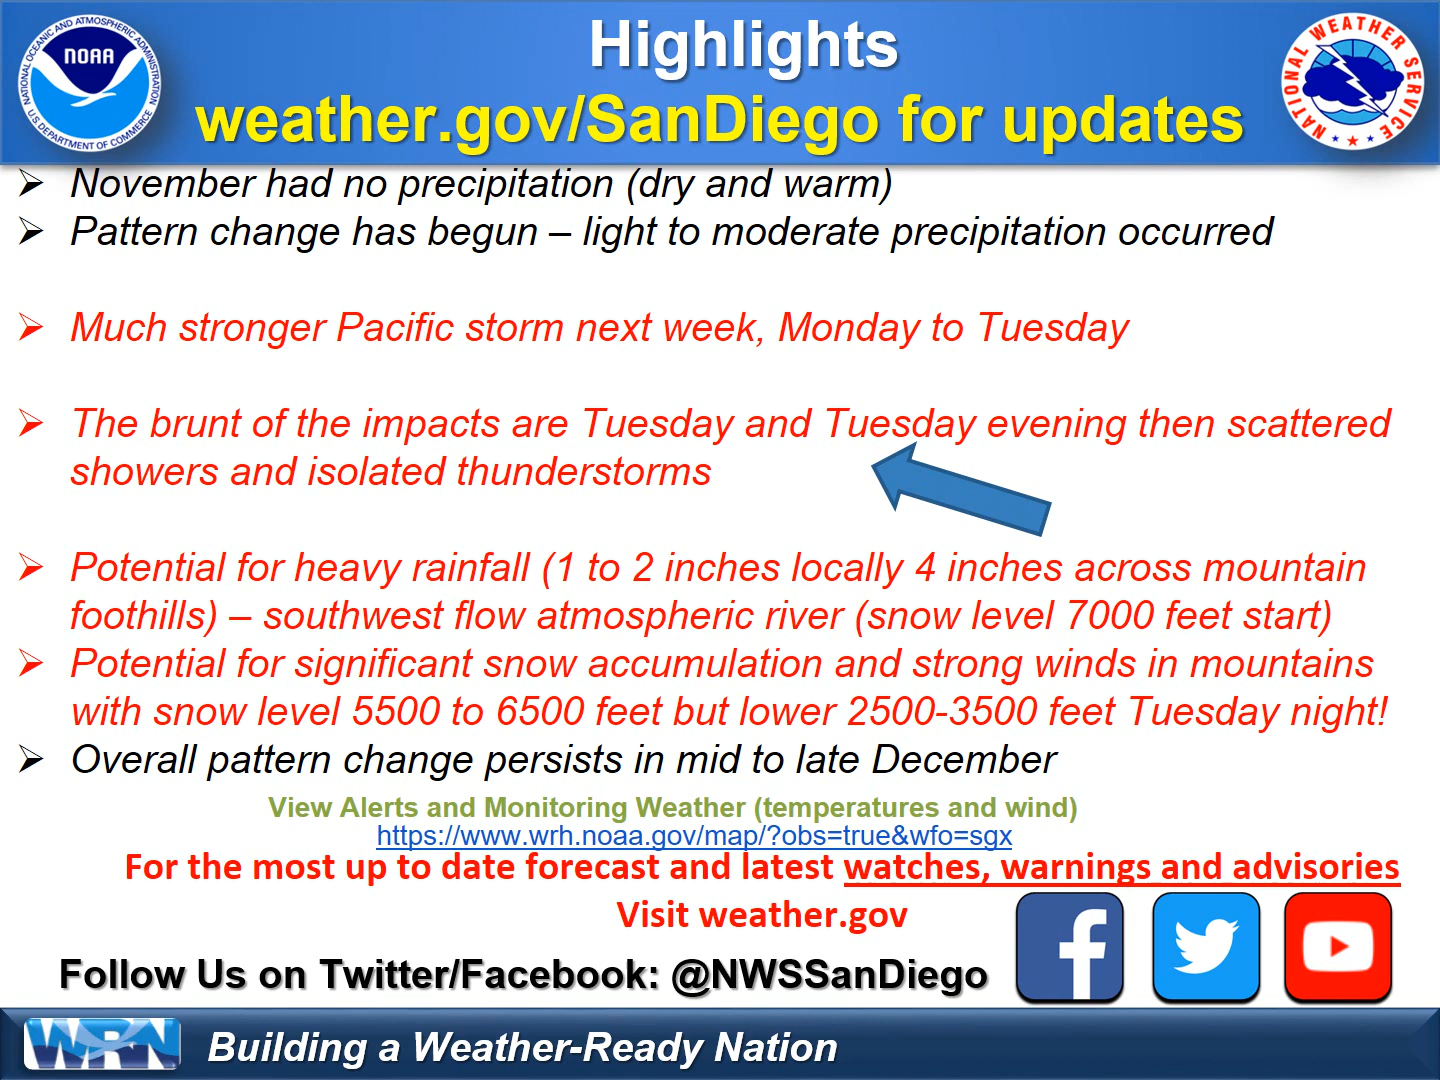 Highlights
weather.gov/SanDiego for updates
NATIONAL OCEANIC AND ATMOSPHERIC ADMINISTRATION
NOAA
U.S. DEPARTMENT OF COMMERCE
NATIONAL WEATHER SERVICE
➢ November had no precipitation (dry and warm)
➢ Pattern change has begun – light to moderate precipitation occurred
➢ Much stronger Pacific storm next week, Monday to Tuesday
➢ The brunt of the impacts are Tuesday and Tuesday evening then scattered
showers and isolated thunderstorms
➢ Potential for heavy rainfall (1 to 2 inches locally 4 inches across mountain
foothills) – southwest flow atmospheric river (snow level 7000 feet start)
➢ Potential for significant snow accumulation and strong winds in mountains
with snow level 5500 to 6500 feet but lower 2500-3500 feet Tuesday night!
➢ Overall pattern change persists in mid to late December
View Alerts and Monitoring Weather (temperatures and wind)
https://www.wrh.noaa.gov/map/?obs=true&wfo=sgx
For the most up to date forecast and latest watches, warnings and advisories
Visit weather.gov
Follow Us on Twitter/Facebook: @NWSSanDiego
WRN
Building a Weather-Ready Nation